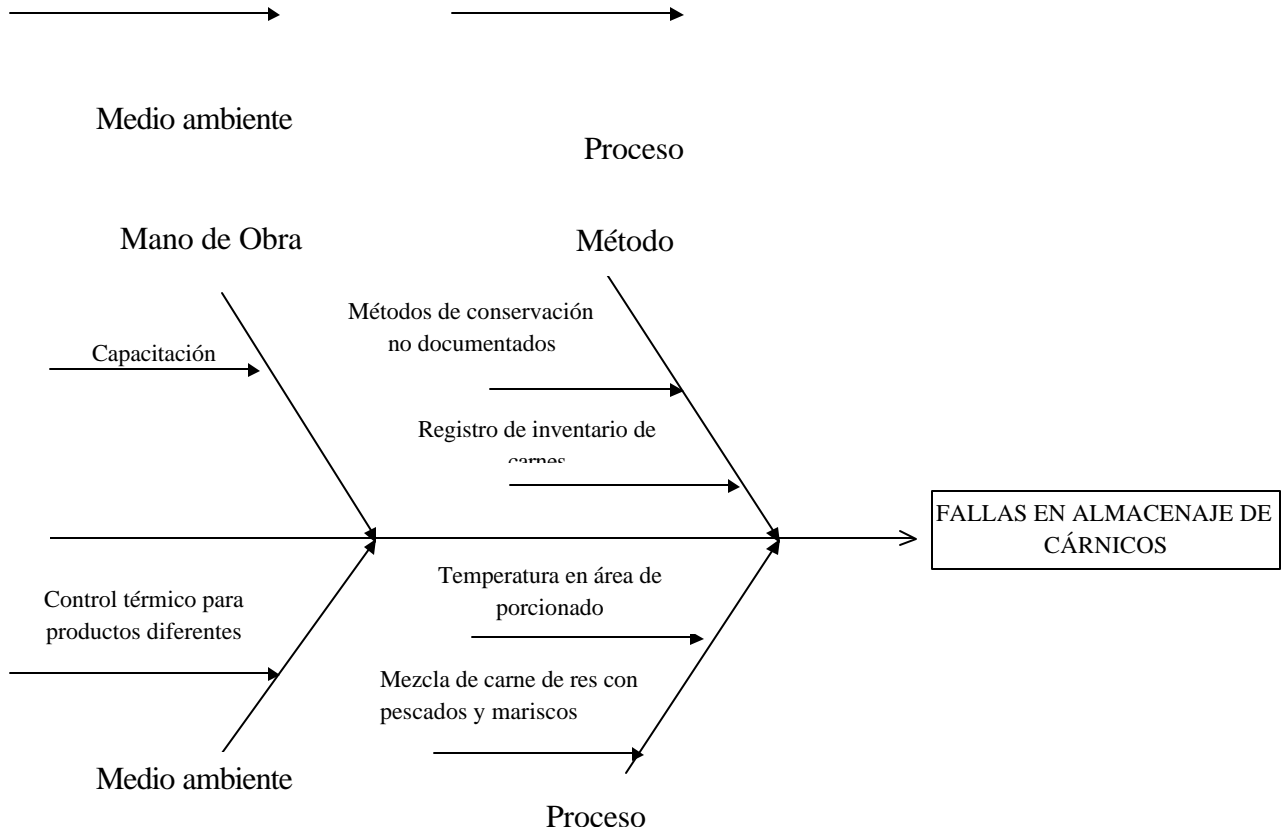 Medio ambiente
Proceso
Mano de Obra
Método
Métodos de conservación
no documentados
Capacitación
Registro de inventario de
carnes
FALLAS EN ALMACENAJE DE
CÁRNICOS
Temperatura en área de
porcionado
Control térmico para
productos diferentes
Mezcla de carne de res con
pescados y mariscos
Medio ambiente
Proceso